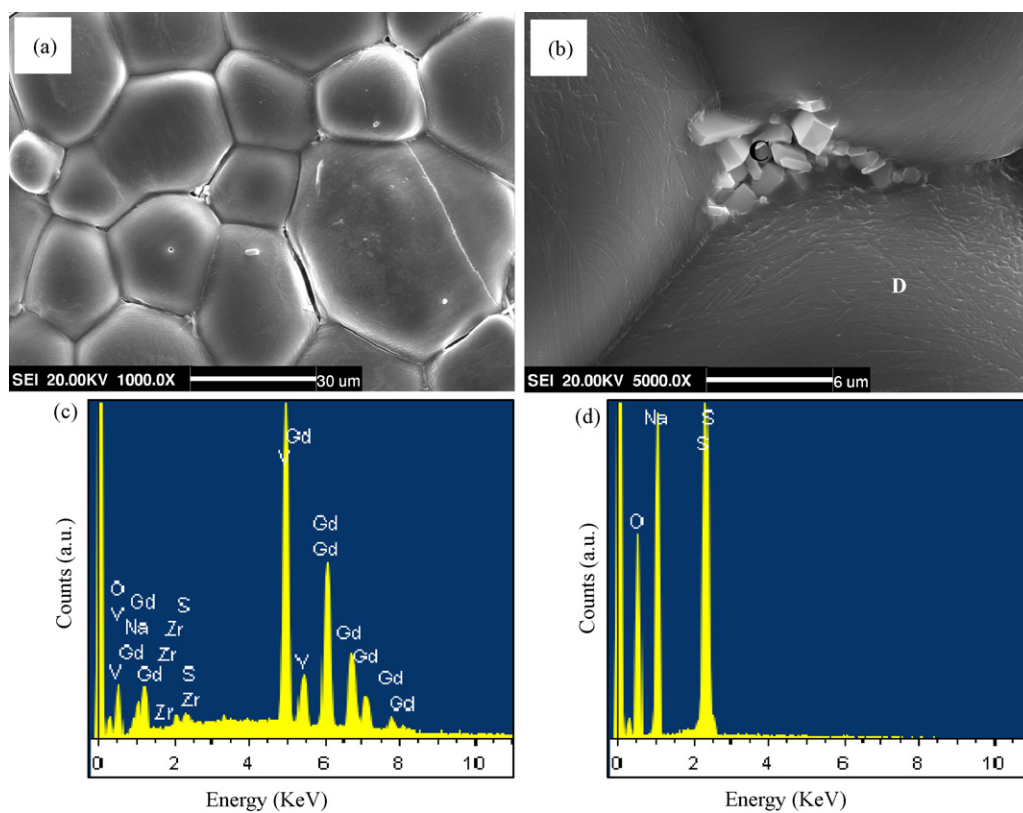 (a)
SEI 20.00KV 1000.0X 30 um
(b)
C
D
SEI 20.00KV 5000.0X 6 um
(c)
Counts (a.u.)
Gd
V
Gd
Gd
O
V Gd S
Na Zr
Gd Zr
V Gd S
Zr Zr
V
Gd
Gd
Gd
Gd
0 2 4 6 8 10
Energy (KeV)
(d)
Counts (a.u.)
Na S
S
O
0 2 4 6 8 10
Energy (KeV)